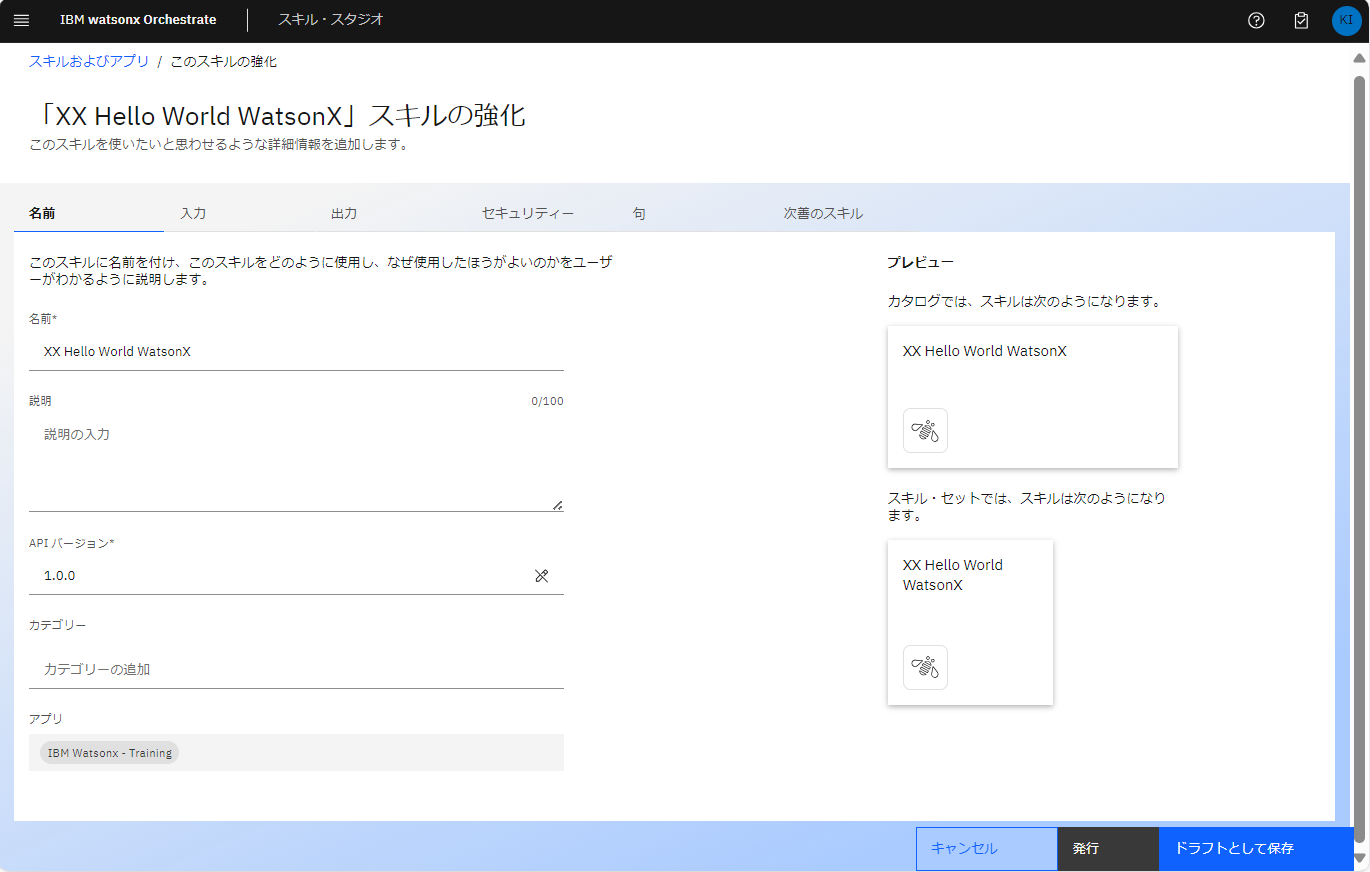 IBM watsonx Orchestrate
スキル・スタジオ
KI
スキルおよびアプリ / このスキルの強化
「XX Hello World WatsonX」スキルの強化
このスキルを使いたいと思わせるような詳細情報を追加します。
名前
入力
出力
セキュリティー
句
次善のスキル
このスキルに名前を付け、このスキルをどのように使用し、なぜ使用したほうがよいのかをユーザ
ーがわかるように説明します。
名前*
XX Hello World WatsonX
説明
0/100
説明の入力
API バージョン*
1.0.0
カテゴリー
カテゴリーの追加
アプリ
IBM Watsonx - Training
プレビュー
カタログでは、スキルは次のようになります。
XX Hello World WatsonX
スキル・セットでは、スキルは次のようになり
ます。
XX Hello World
WatsonX
キャンセル
発行
ドラフトとして保存